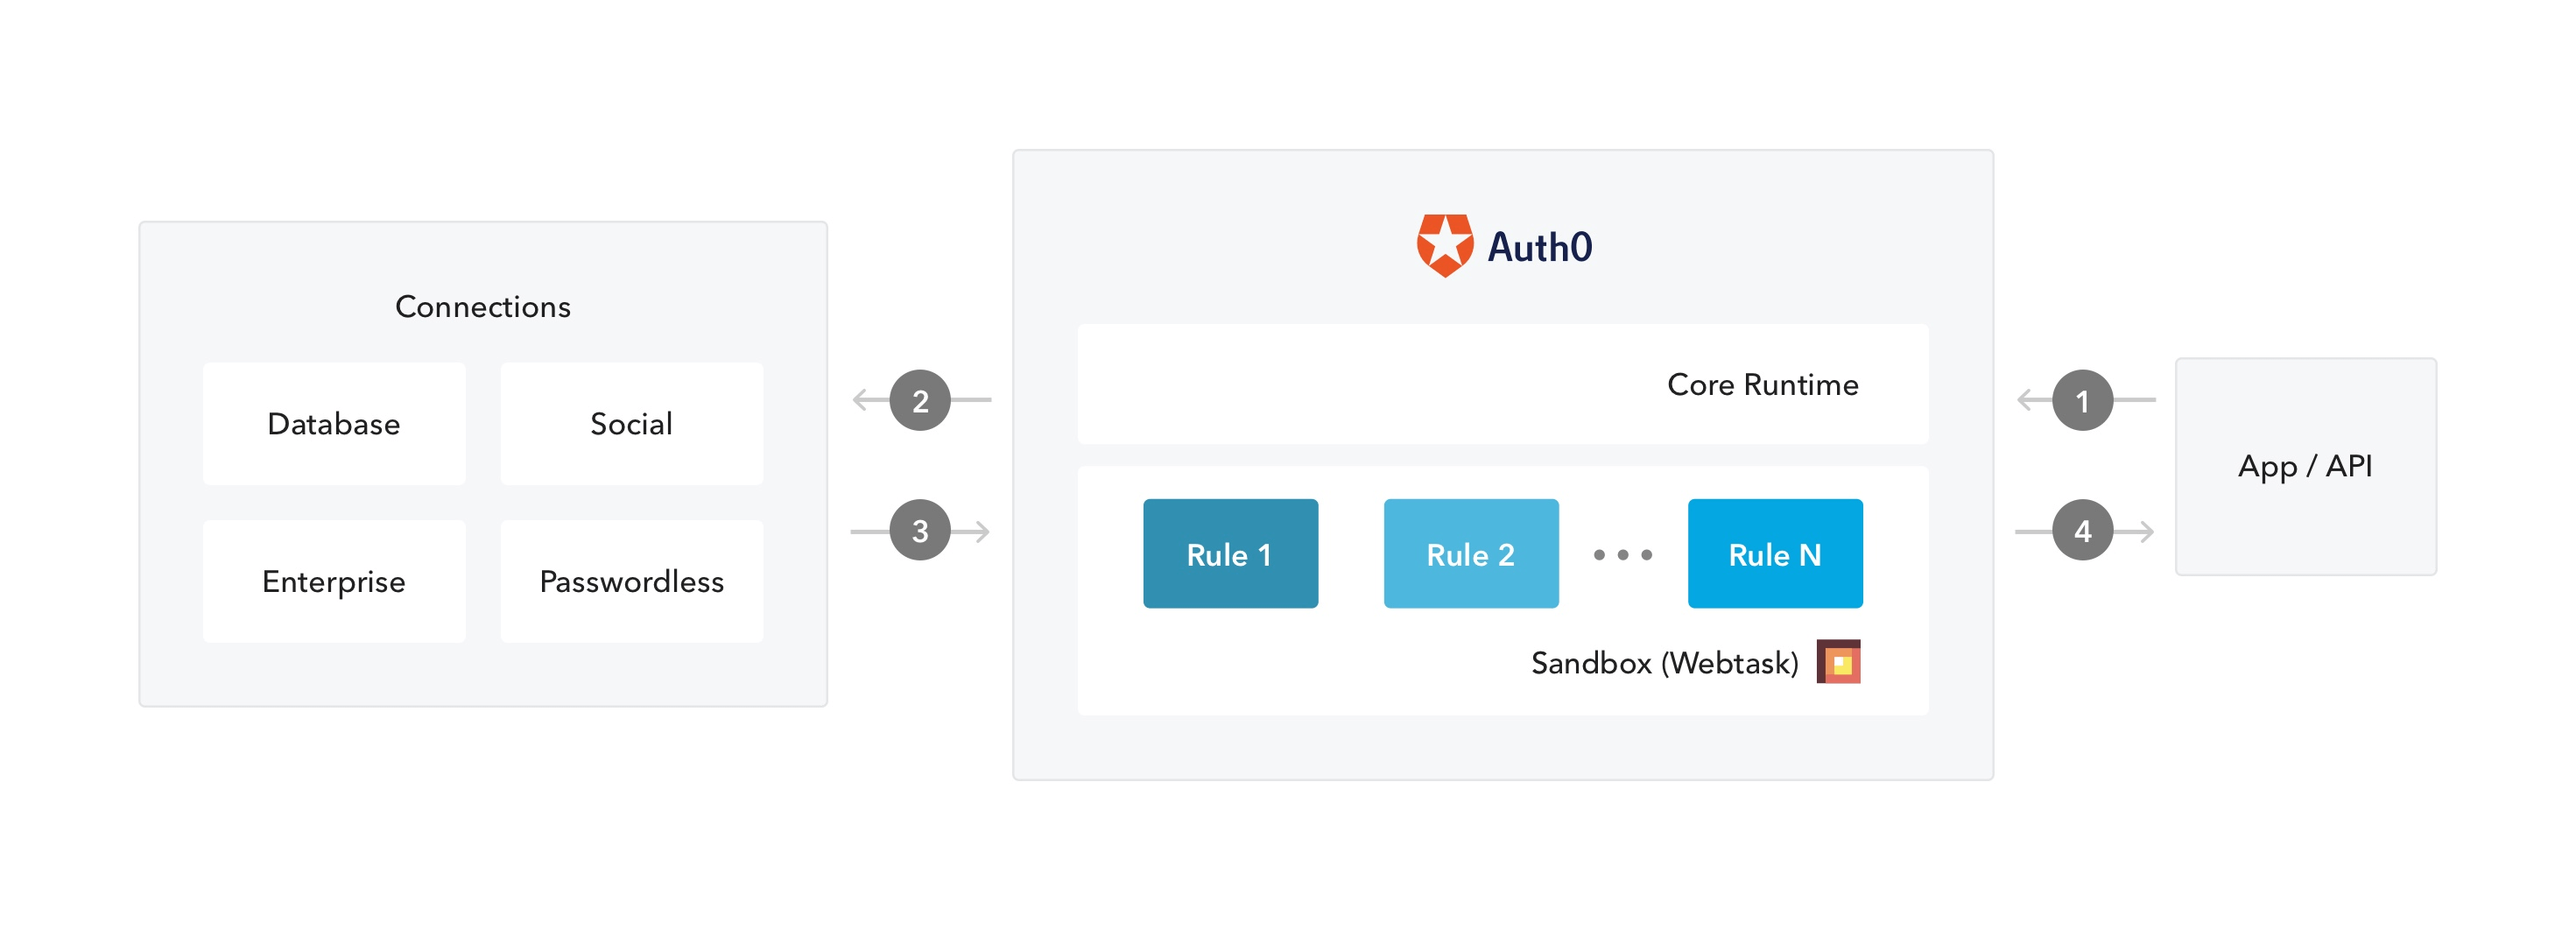 Connections
Database
Social
Enterprise
Passwordless
2
3
Auth0
Core Runtime
Rule 1
Rule 2
Rule N
Sandbox (Webtask)
1
4
App / API